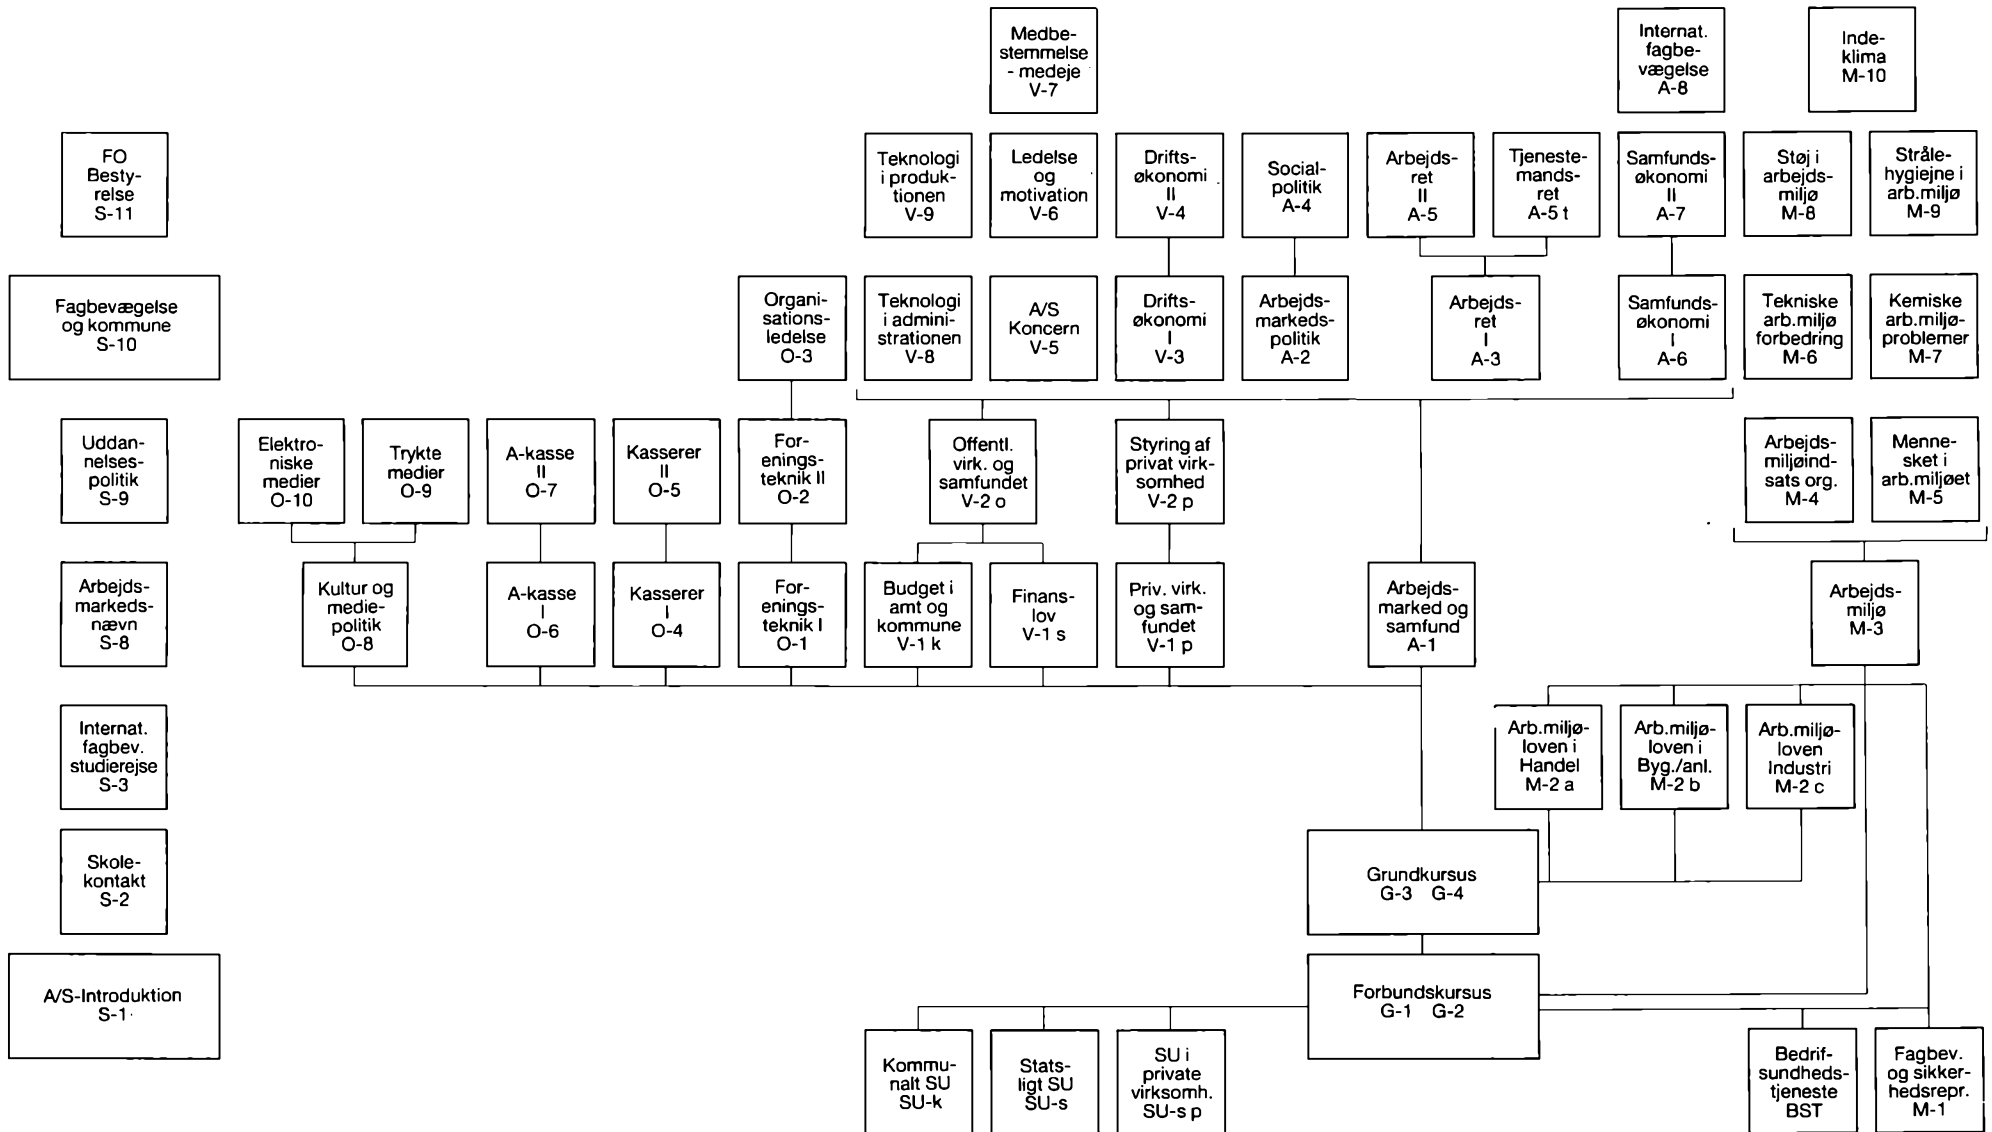 Medbe-
stemmelse
- medeje
V-7
Internat.
fagbe-
vægelse
A-8
Inde-
klima
M-10
FO
Besty-
relse
S-11
Teknologi
i produk-
tionen
V-9
Ledelse
og
motivation
V-6
Drifts-
økonomi
II
V-4
Social-
politik
A-4
Arbejds-
ret
II
A-5
Tjeneste-
mands-
ret
A-5 t
Samfunds-
økonomi
II
A-7
Støj i
arbejds-
miljø
M-8
Stråle-
hygiejne i
arb.miljø
M-9
Fagbevægelse
og kommune
S-10
Organi-
sations-
ledelse
O-3
Teknologi
i admini-
strationen
V-8
A/S
Koncern
V-5
Drifts-
økonomi
I
V-3
Arbejds-
markeds-
politik
A-2
Arbejds-
ret
I
A-3
Samfunds-
økonomi
I
A-6
Tekniske
arb.miljø
forbedring
M-6
Kemiske
arb.miljø-
problemer
M-7
Uddan-
nelses-
politik
S-9
Elektro-
niske
medier
O-10
Trykte
medier
O-9
A-kasse
II
O-7
Kasserer
II
O-5
For-
enings-
teknik II
O-2
Offentl.
virk. og
samfundet
V-2 o
Styring af
privat virk-
somhed
V-2 p
Arbejds-
miljøind-
sats org.
M-4
Menne-
sket i
arb.miljøet
M-5
Arbejds-
markeds-
nævn
S-8
Kultur og
medie-
politik
O-8
A-kasse
I
O-6
Kasserer
I
O-4
For-
enings-
teknik I
O-1
Budget i
amt og
kommune
V-1 k
Finans-
lov
V-1 s
Priv. virk.
og sam-
fundet
V-1 p
Arbejds-
marked og
samfund
A-1
Arbejds-
miljø
M-3
Internat.
fagbev.
studierejse
S-3
Arb.miljø-
loven i
Handel
M-2 a
Arb.miljø-
loven i
Byg./anl.
M-2 b
Arb.miljø-
loven
Industri
M-2 c
Skole-
kontakt
S-2
Grundkursus
G-3 G-4
A/S-Introduktion
S-1
Forbundskursus
G-1 G-2
Kommu-
nalt SU
SU-k
Stats-
ligt SU
SU-s
SU i
private
virksomh.
SU-s p
Bedrif-
sundheds-
tjeneste
BST
Fagbev.
og sikker-
hedsrepr.
M-1